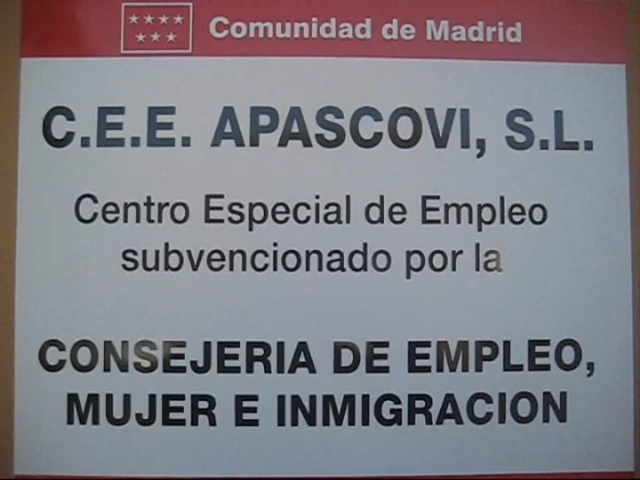 Comunidad de Madrid
C.E.E. APASCOVI, S.L.
Centro Especial de Empleo
subvencionado por la
CONSEJERIA DE EMPLEO,
MUJER E INMIGRACION